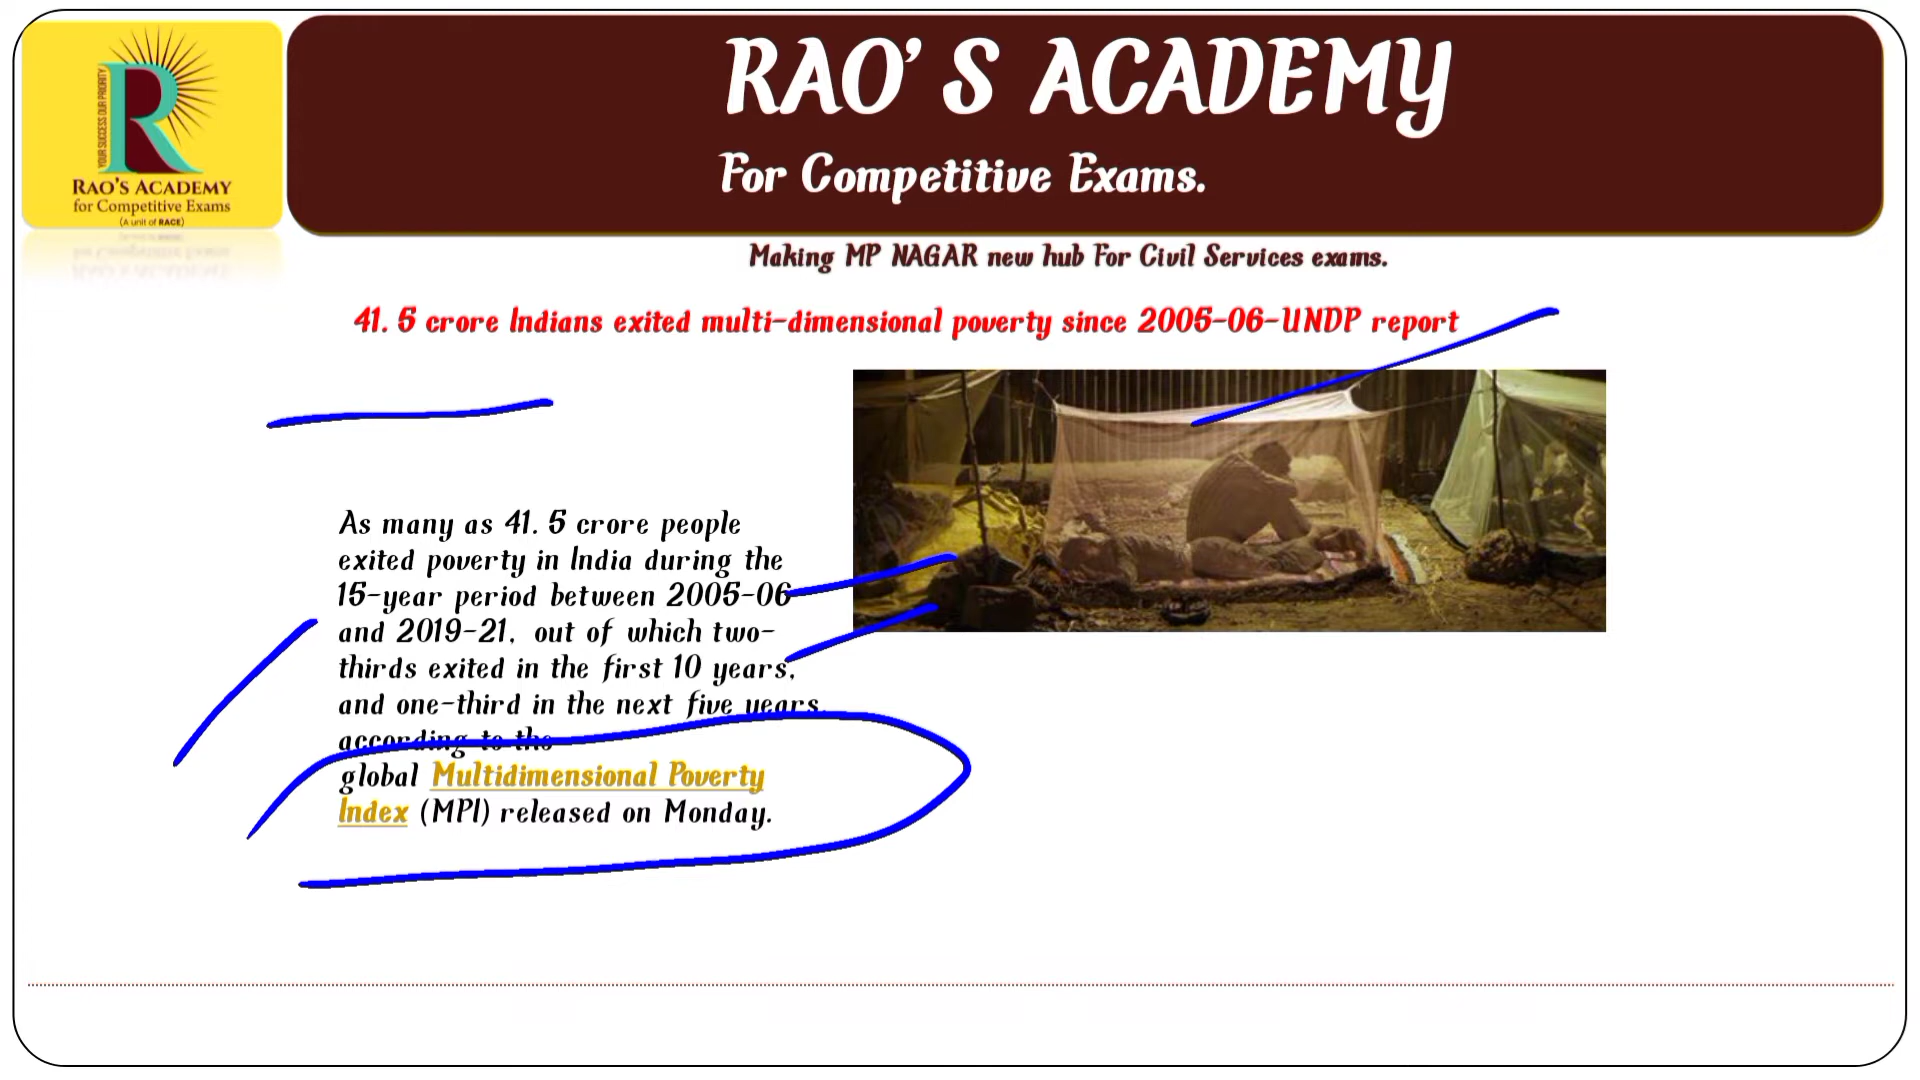 YOUR SUCCESS OUR PRIORITY
RAO'S ACADEMY
for Competitive Exams
(A unit of RACE)
RAO' S ACADEMY
For Competitive Exams.
Making MP NAGAR new hub For Civil Services exams.
41. 5 crore Indians exited multi-dimensional poverty since 2005-06-UNDP report
As many as 41. 5 crore people
exited poverty in India during the
15-year period between 2005-06
and 2019-21, out of which two-
thirds exited in the first 10 years,
and one-third in the next five years,
according to the
global Multidimensional Poverty
Index (MPI) released on Monday.